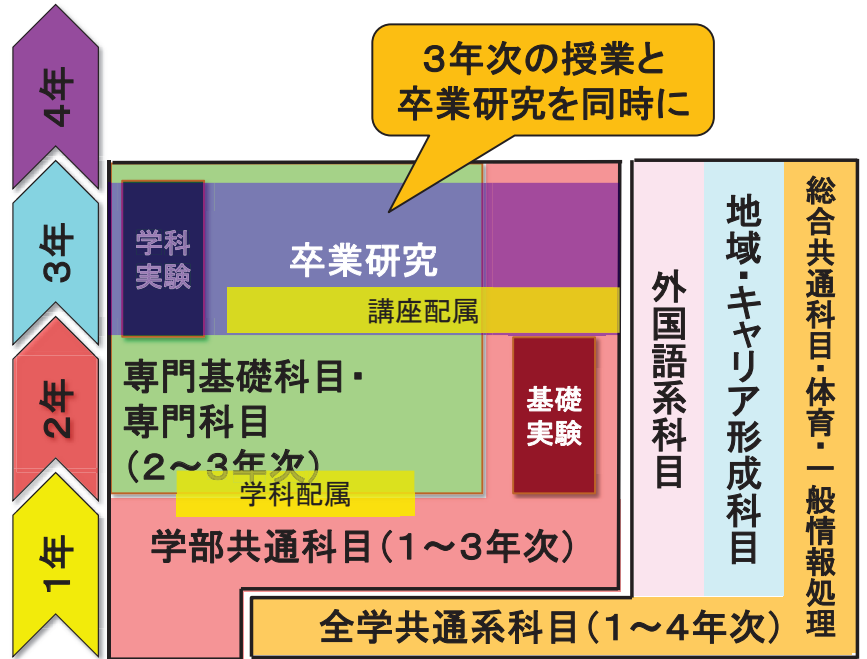 4年
3年
2年
1年
3年次の授業と
卒業研究を同時に
学科
実験
卒業研究
講座配属
専門基礎科目・
専門科目
(2～3年次)
基礎
実験
学科配属
学部共通科目(1～3年次)
外国語系科目
地域・キャリア形成科目
総合共通科目・体育・一般情報処理
全学共通系科目(1～4年次)